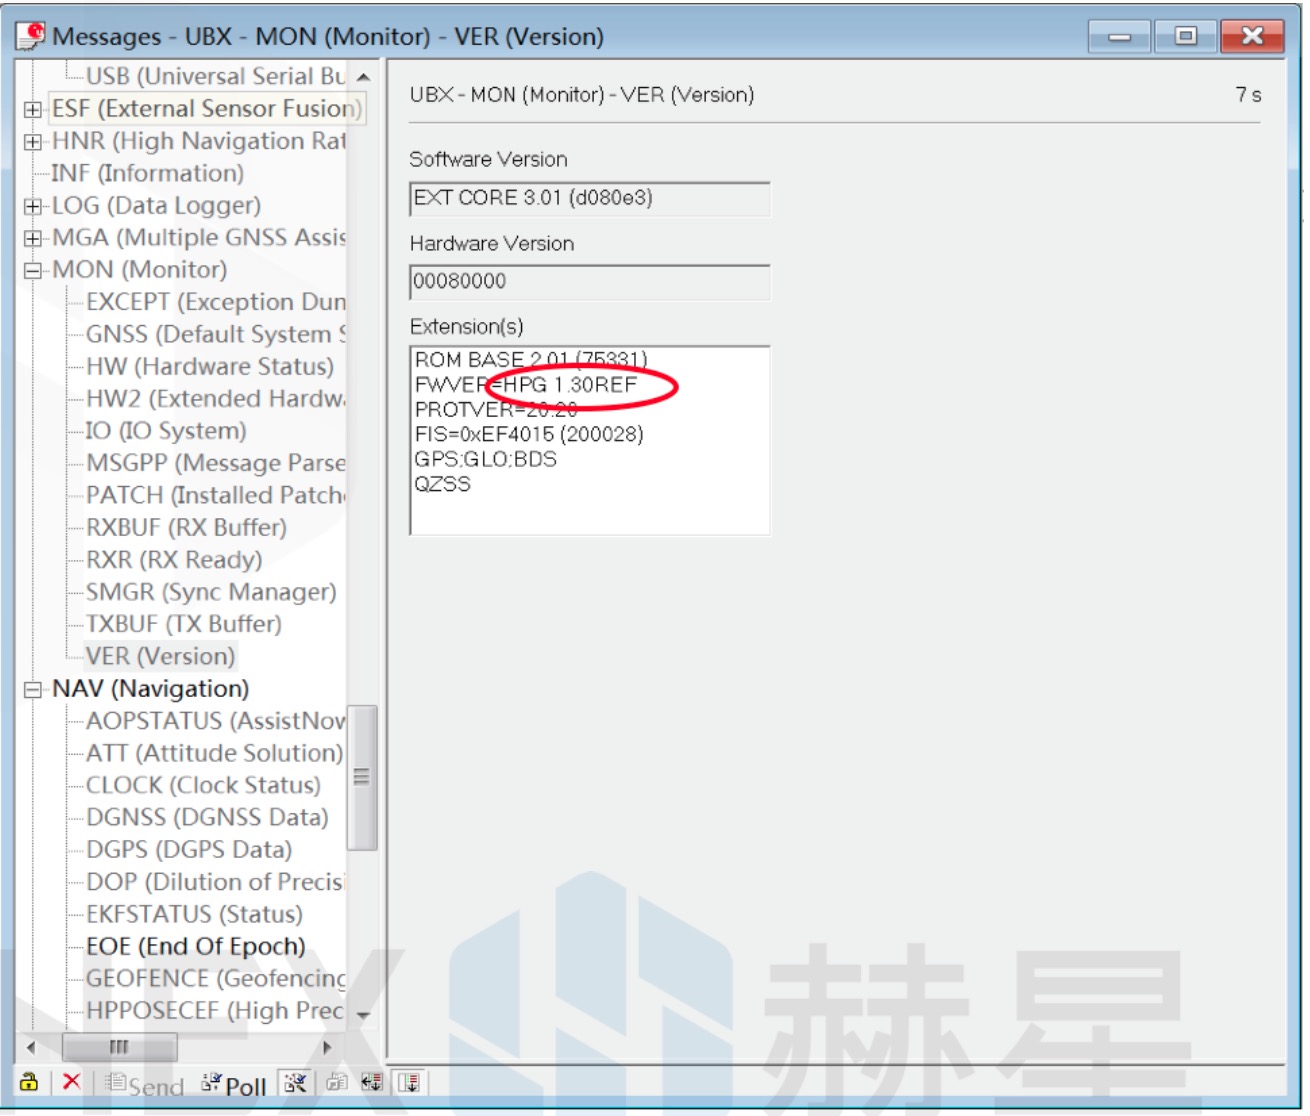 Messages - UBX - MON (Monitor) - VER (Version)
USB (Universal Serial Bu
ESF (External Sensor Fusion)
HNR (High Navigation Rat
INF (Information)
LOG (Data Logger)
MGA (Multiple GNSS Assis
MON (Monitor)
EXCEPT (Exception Dum
GNSS (Default System S
HW (Hardware Status)
HW2 (Extended Hardwa
IO (IO System)
MSGPP (Message Parse
PATCH (Installed Patche
RXBUF (RX Buffer)
RXR (RX Ready)
SMGR (Sync Manager)
TXBUF (TX Buffer)
VER (Version)
NAV (Navigation)
AOPSTATUS (AssistNow
ATT (Attitude Solution)
CLOCK (Clock Status)
DGNSS (DGNSS Data)
DGPS (DGPS Data)
DOP (Dilution of Precisi
EKFSTATUS (Status)
EOE (End Of Epoch)
GEOFENCE (Geofencing
HPPOSECEF (High Prec
Send Poll
UBX - MON (Monitor) - VER (Version) 7 s
Software Version
EXT CORE 3.01 (d080e3)
Hardware Version
00080000
Extension(s)
ROM BASE 2.01 (75331)
FWVER=HPG 1.30REF
PROTVER=20.20
FIS=0xEF4015 (200028)
GPS;GLO;BDS
QZSS
HEX 赫星